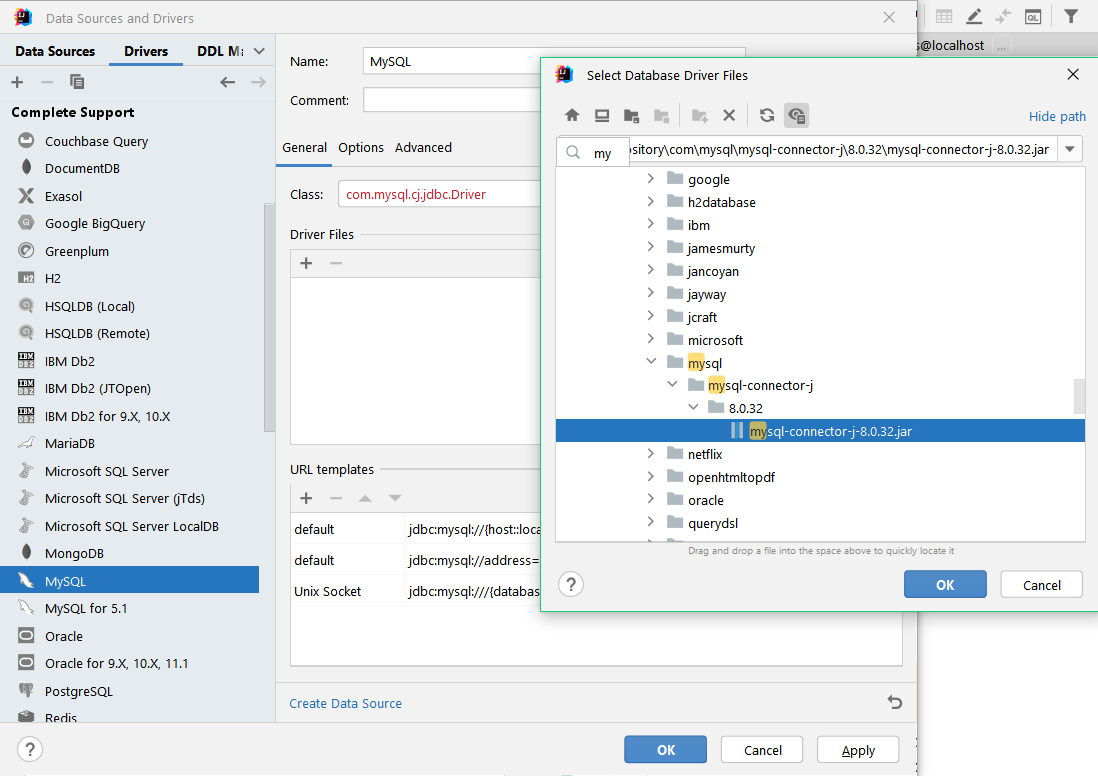 Data Sources and Drivers
Data Sources
Drivers
DDL M
Complete Support
Couchbase Query
DocumentDB
Exasol
Google BigQuery
Greenplum
H2
HSQLDB (Local)
HSQLDB (Remote)
IBM Db2
IBM Db2 (JTOpen)
IBM Db2 for 9.X, 10.X
MariaDB
Microsoft SQL Server
Microsoft SQL Server (jTds)
Microsoft SQL Server LocalDB
MongoDB
MySQL
MySQL for 5.1
Oracle
Oracle for 9.X, 10.X, 11.1
PostgreSQL
Redis
?
Name: MySQL
Comment:
General Options Advanced
Class: com.mysql.cj.jdbc.Driver
Driver Files
URL templates
default jdbc:mysql://{host::loca
default jdbc:mysql://address=
Unix Socket jdbc:mysql:///{databas
Create Data Source
OK Cancel Apply
QL
s@localhost ...
Select Database Driver Files
Hide path
my
sitory\com\mysql\mysql-connector-j\8.0.32\mysql-connector-j-8.0.32.jar
google
h2database
ibm
jamesmurty
jancoyan
jayway
jcraft
microsoft
mysql
mysql-connector-j
8.0.32
mysql-connector-j-8.0.32.jar
netflix
openhtmltopdf
oracle
querydsl
Drag and drop a file into the space above to quickly locate it
? OK Cancel